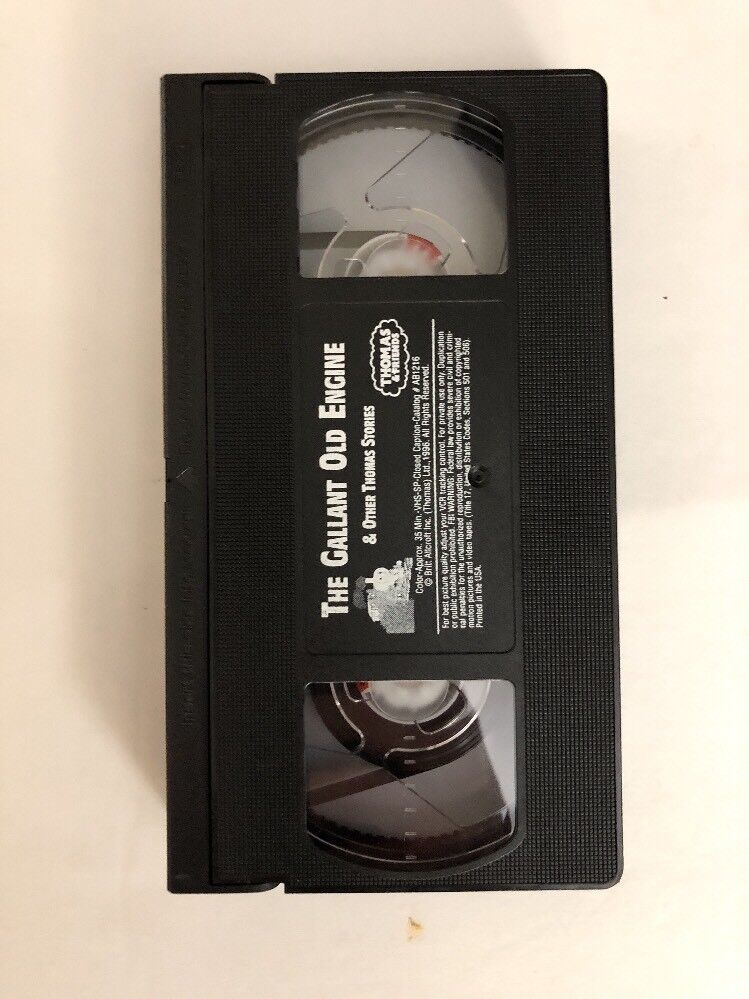 THE GALLANT OLD ENGINE
& OTHER THOMAS STORIES
THOMAS
& FRIENDS
Color-Approx. 35 Min.-VHS-SP-Closed Caption-Catalog # AB1216
© Britt Allcroft Inc. (Thomas) Ltd., 1996. All Rights Reserved.
For best picture quality adjust your VCR tracking control. For private use only. Duplication
or public exhibition prohibited. FBI WARNING: Federal law provides severe civil and crimi-
nal penalties for the unauthorized reproduction, distribution or exhibition of copyrighted
motion pictures and video tapes. (Title 17, United States Codes, Sections 501 and 506).
Printed in the USA.